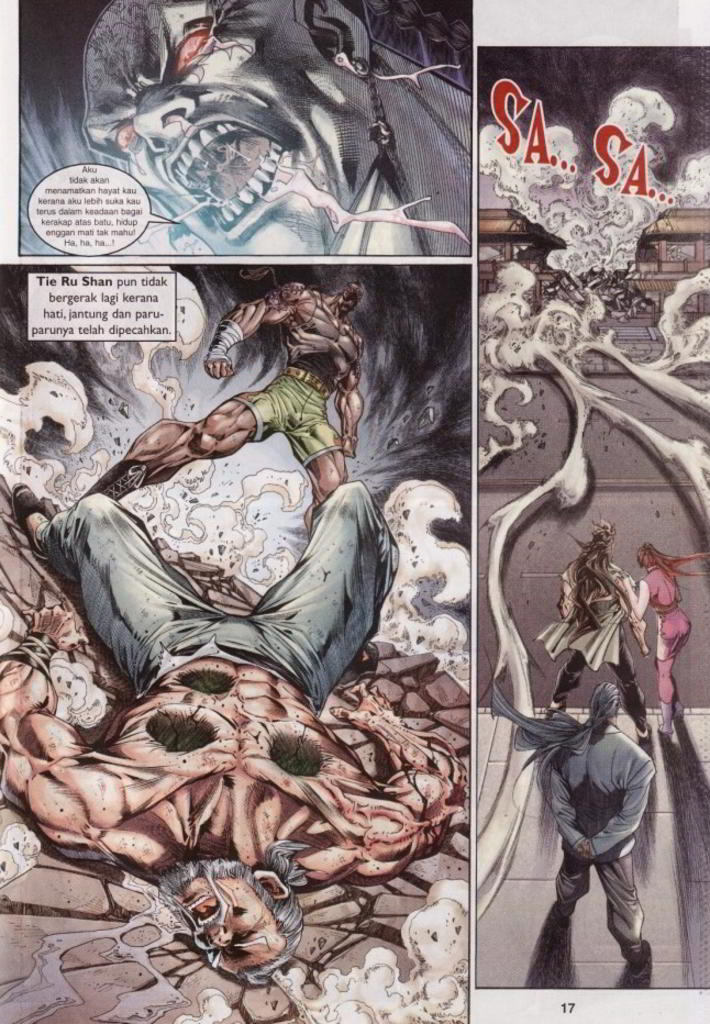 Aku
tidak akan
menamatkan hayat kau
kerana aku lebih suka kau
terus dalam keadaan bagai
kerakap atas batu, hidup
enggan mati tak mahu!
Ha, ha, ha...!
Tie Ru Shan pun tidak
bergerak lagi kerana
hati, jantung dan paru-
parunya telah dipecahkan.
SA... SA...
17